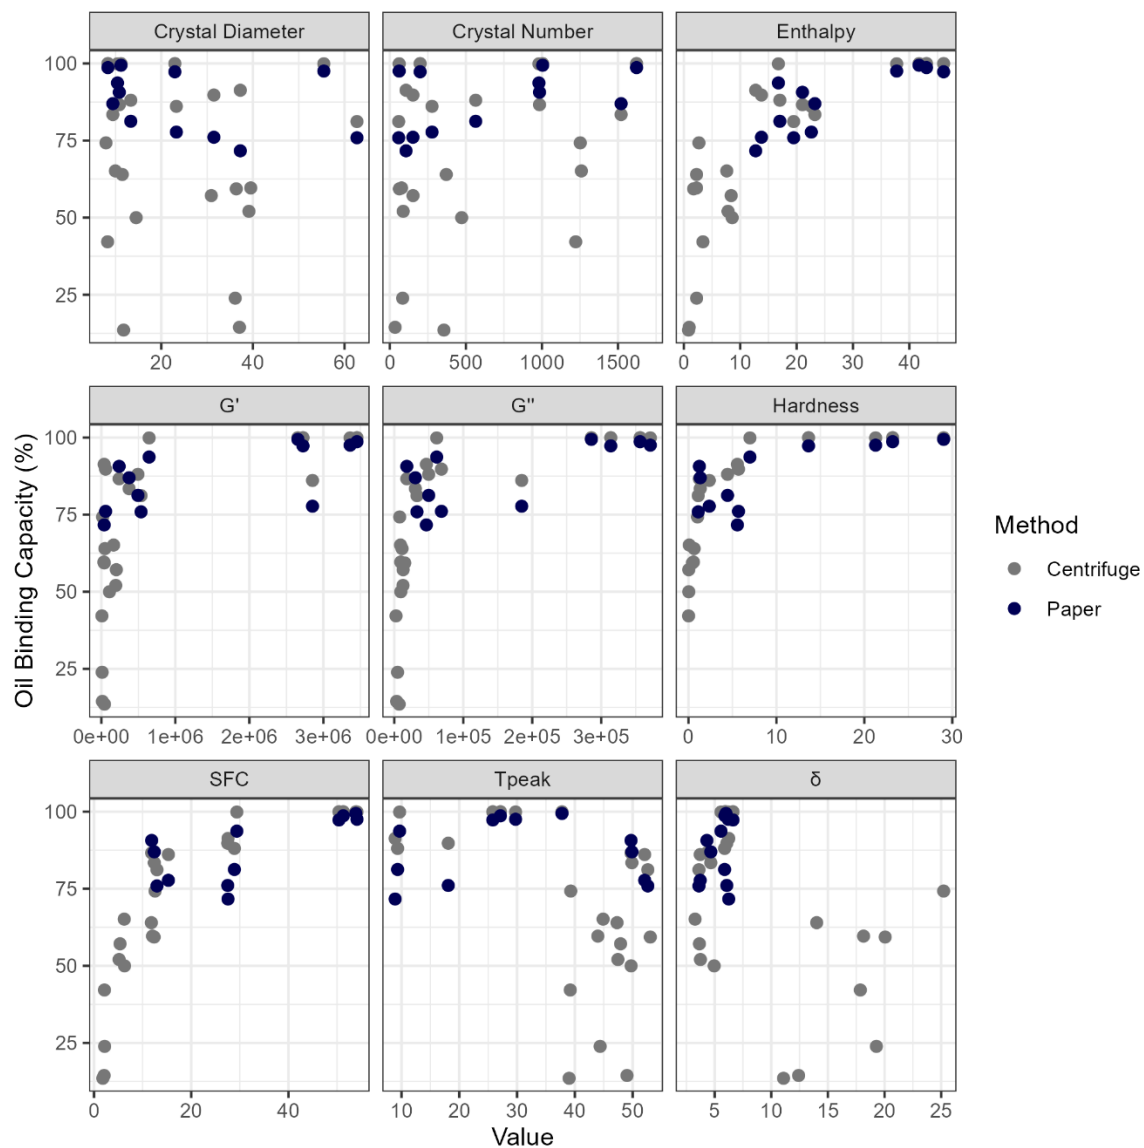 Crystal Diameter Crystal Number Enthalpy
100
75
50
25
20 40 60 0 500 1000 1500 0 10 20 30 40
G' G'' Hardness
100
75
50
25
0e+00 1e+06 2e+06 3e+06 0e+00 1e+05 2e+05 3e+05 0 10 20 30
SFC Tpeak δ
100
75
50
25
0 20 40 10 20 30 40 50 5 10 15 20 25
Value
Oil Binding Capacity (%)
Method
Centrifuge
Paper